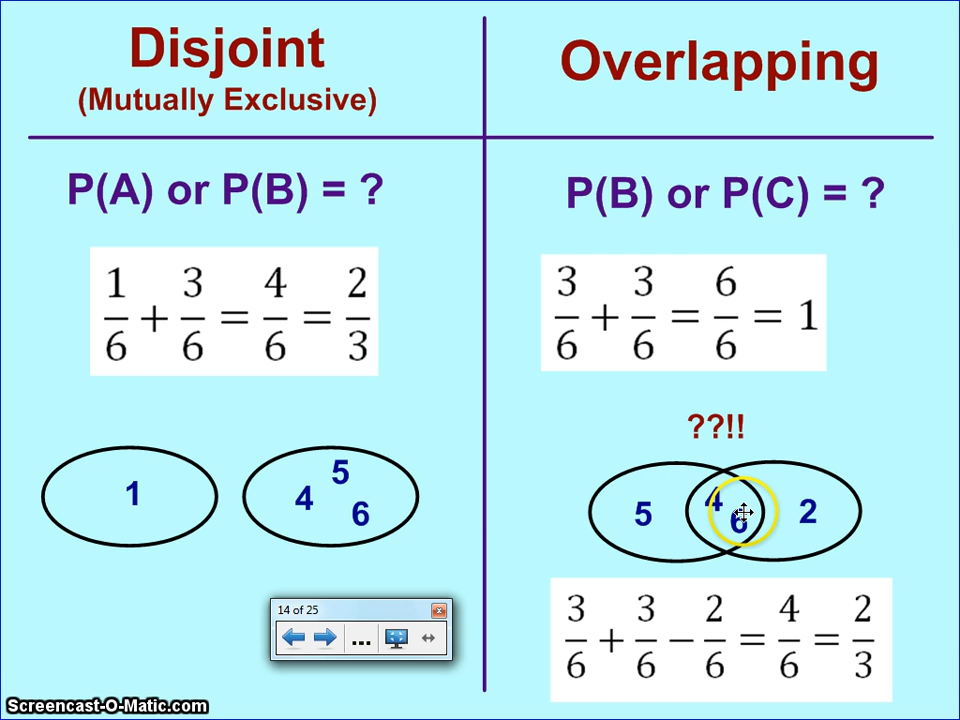 Disjoint
(Mutually Exclusive)
P(A) or P(B) = ?
1/6 + 3/6 = 4/6 = 2/3
1
5
4
6
Overlapping
P(B) or P(C) = ?
3/6 + 3/6 = 6/6 = 1
??!!
5
4
6
2
3/6 + 3/6 − 2/6 = 4/6 = 2/3
14 of 25
...
Screencast-O-Matic.com